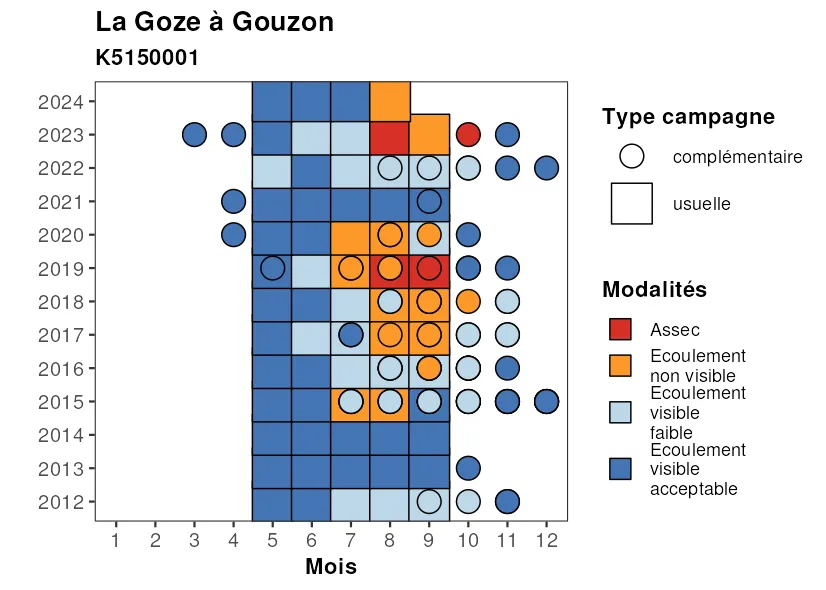 La Goze à Gouzon
K5150001
2024
2023
2022
2021
2020
2019
2018
2017
2016
2015
2014
2013
2012
1 2 3 4 5 6 7 8 9 10 11 12
Mois
Type campagne
complémentaire
usuelle
Modalités
Assec
Ecoulement
non visible
Ecoulement
visible
faible
Ecoulement
visible
acceptable